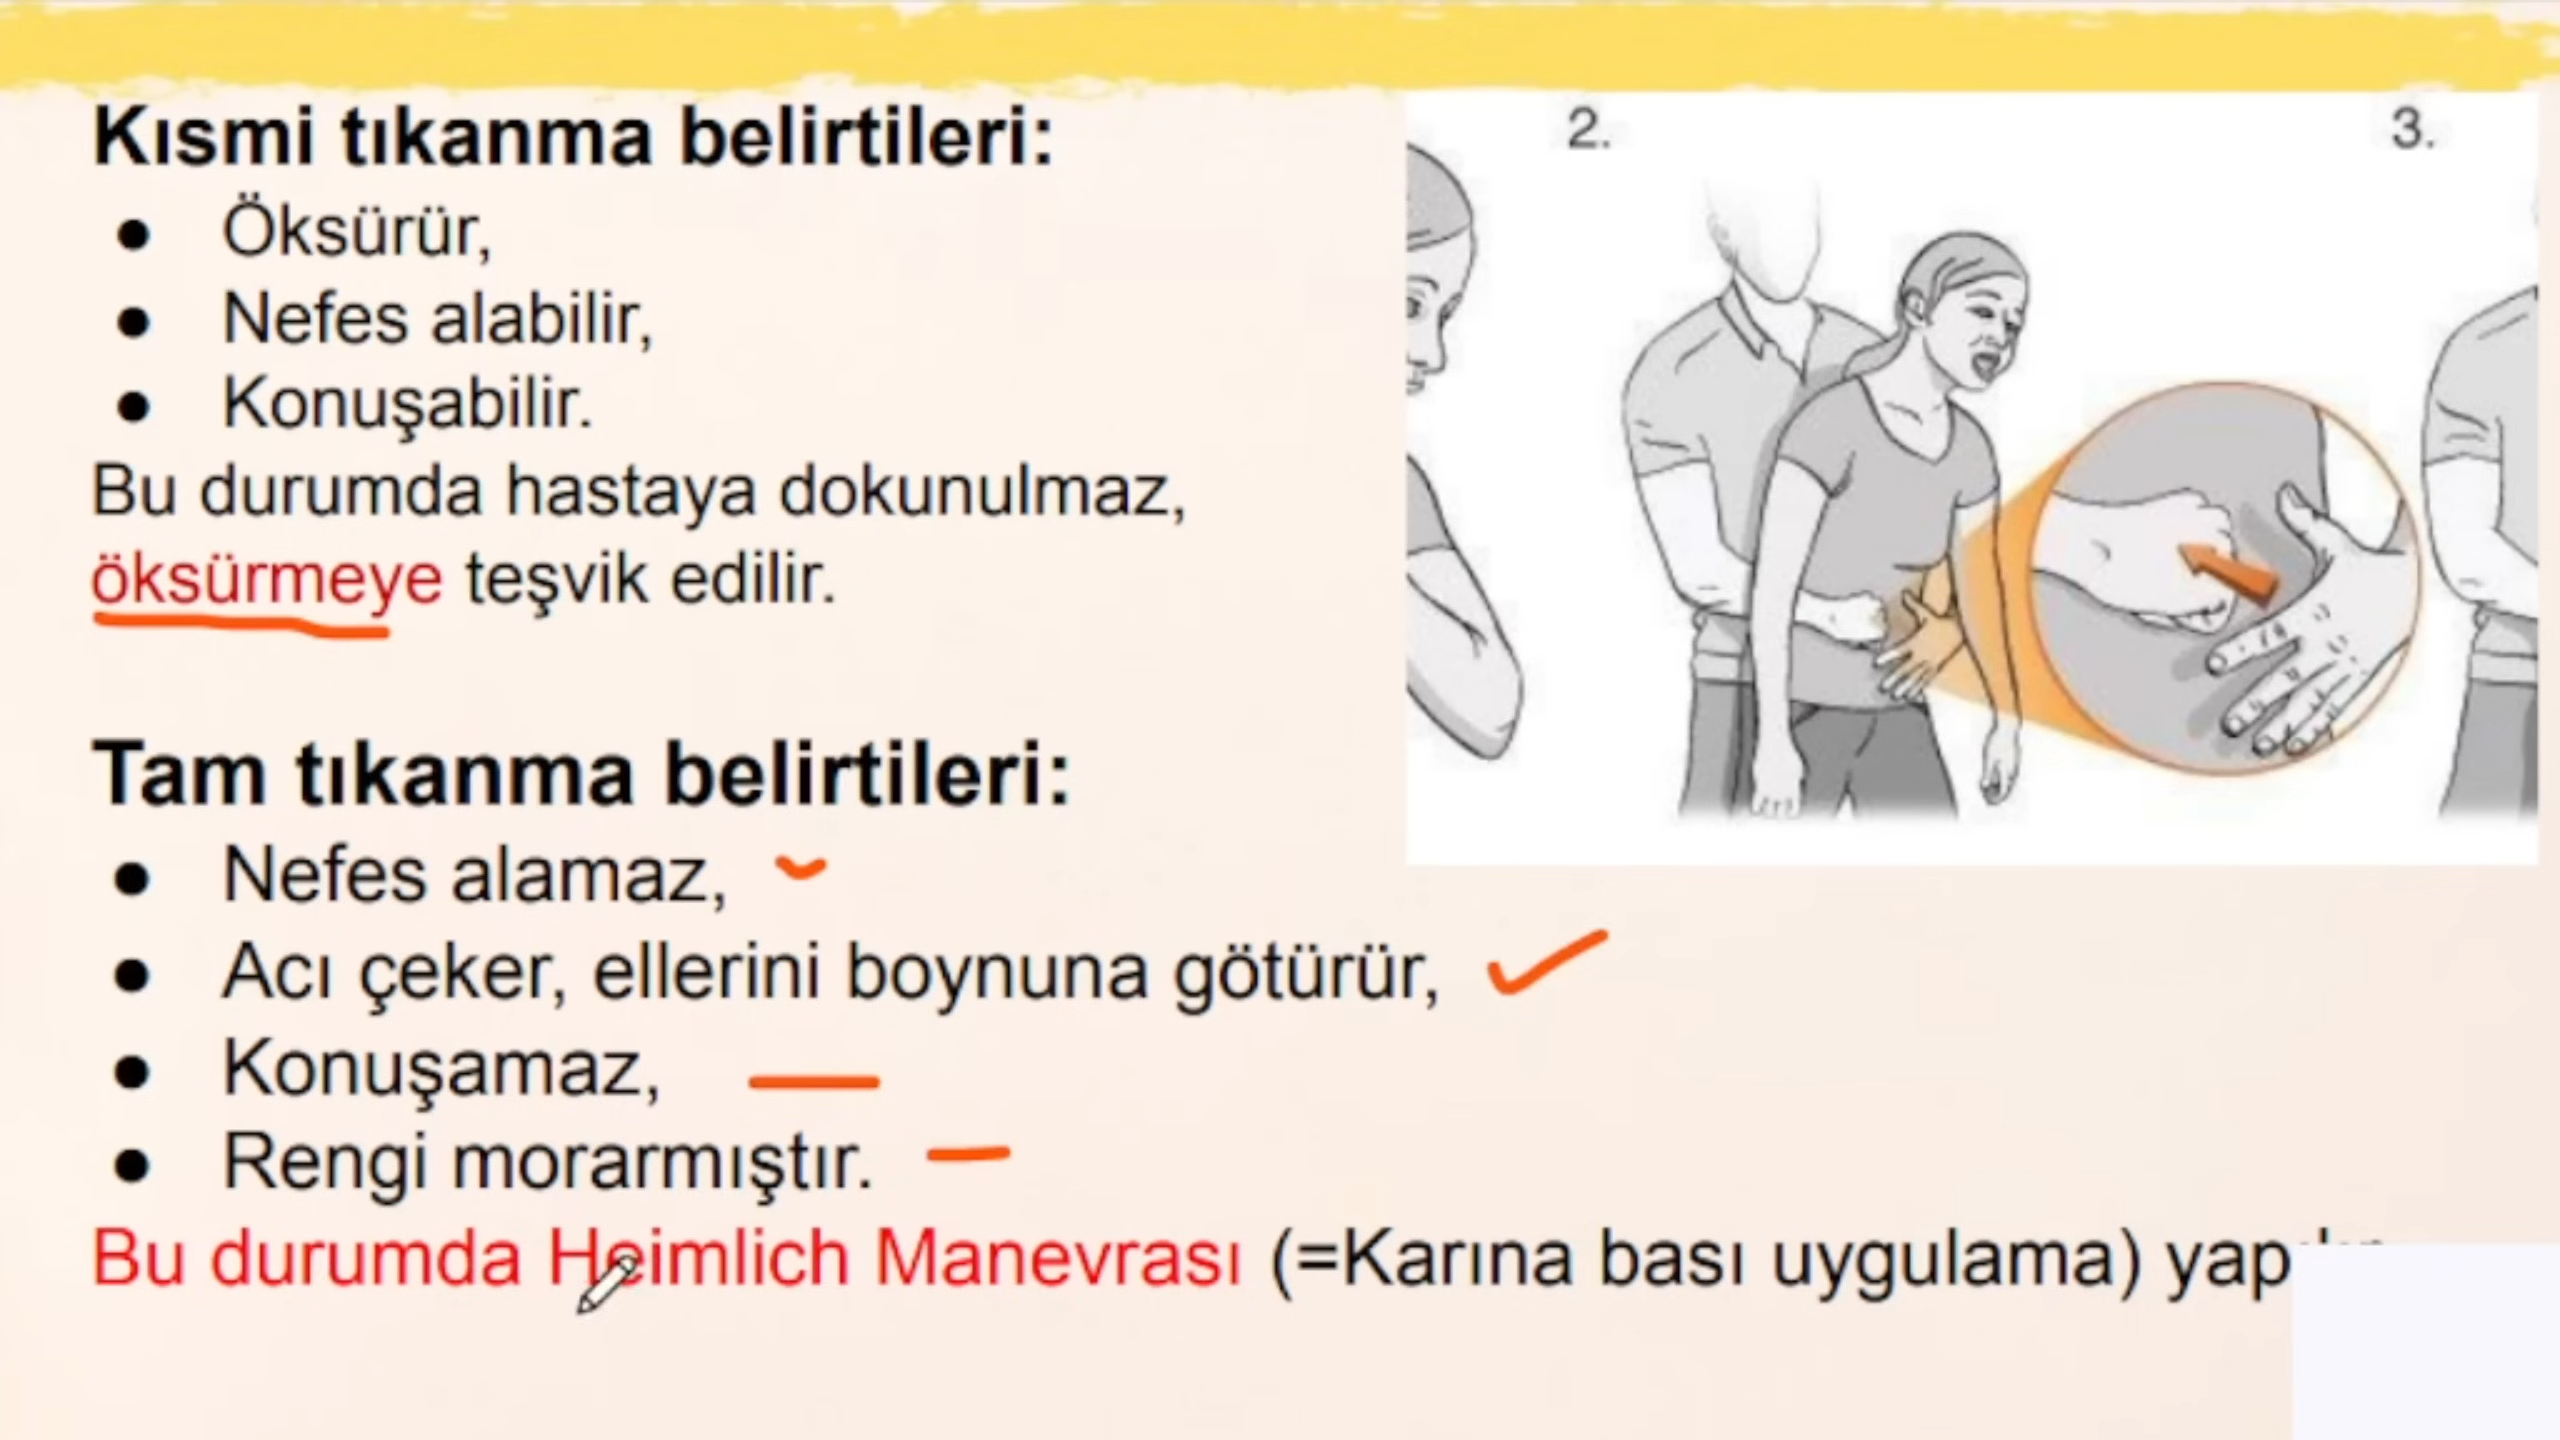 Kısmi tıkanma belirtileri:
● Öksürür,
● Nefes alabilir,
● Konuşabilir.
Bu durumda hastaya dokunulmaz,
öksürmeye teşvik edilir.
Tam tıkanma belirtileri:
● Nefes alamaz,
● Acı çeker, ellerini boynuna götürür,
● Konuşamaz,
● Rengi morarmıştır.
Bu durumda Heimlich Manevrası (=Karına bası uygulama)
2.
3.